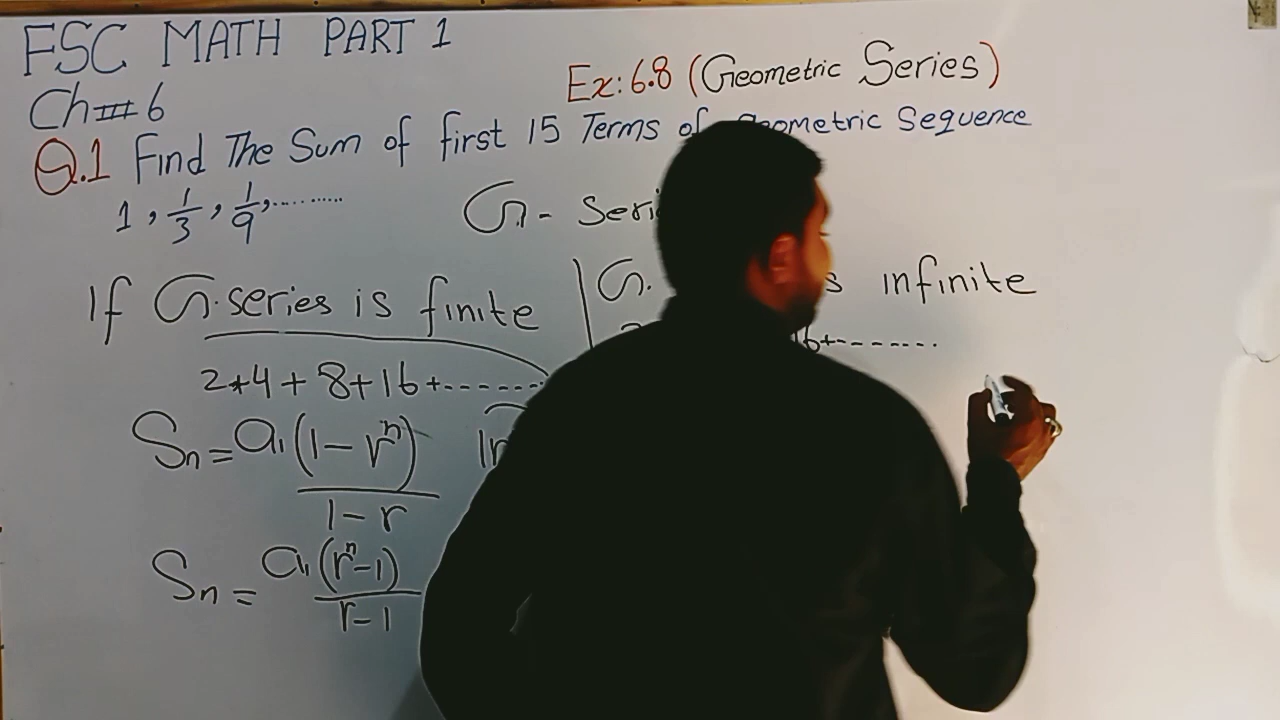 FSC MATH PART 1
Ch# 6
Ex: 6.8 (Geometric Series)
Q.1 Find The Sum of first 15 Terms of Geometric Sequence
1, 1/3, 1/9, ..........
G. - Seri
If G. series is finite
2+4+8+16+------
Sn = a₁(1 - rⁿ) / 1 - r
Sn = a₁(rⁿ-1) / r-1
G. s infinite
16+-------